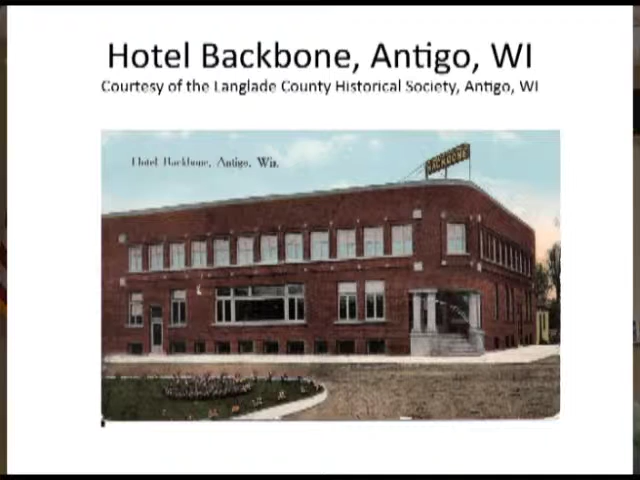 Hotel Backbone, Antigo, WI
Courtesy of the Langlade County Historical Society, Antigo, WI
Hotel Backbone, Antigo, Wis.
BACKBONE